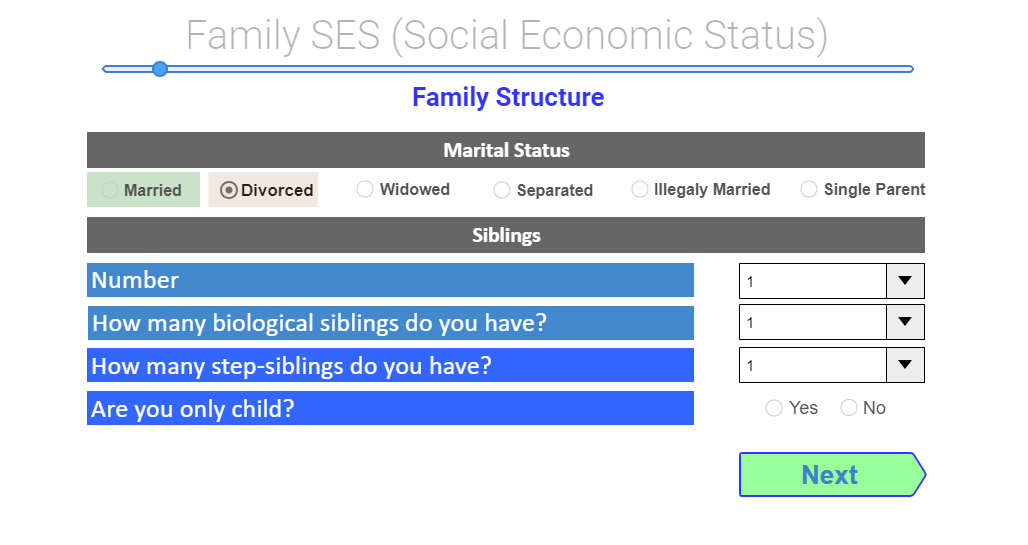 Family SES (Social Economic Status)
Family Structure
Marital Status
Married Divorced Widowed Separated Illegaly Married Single Parent
Siblings
Number 1
How many biological siblings do you have? 1
How many step-siblings do you have? 1
Are you only child? Yes No
Next